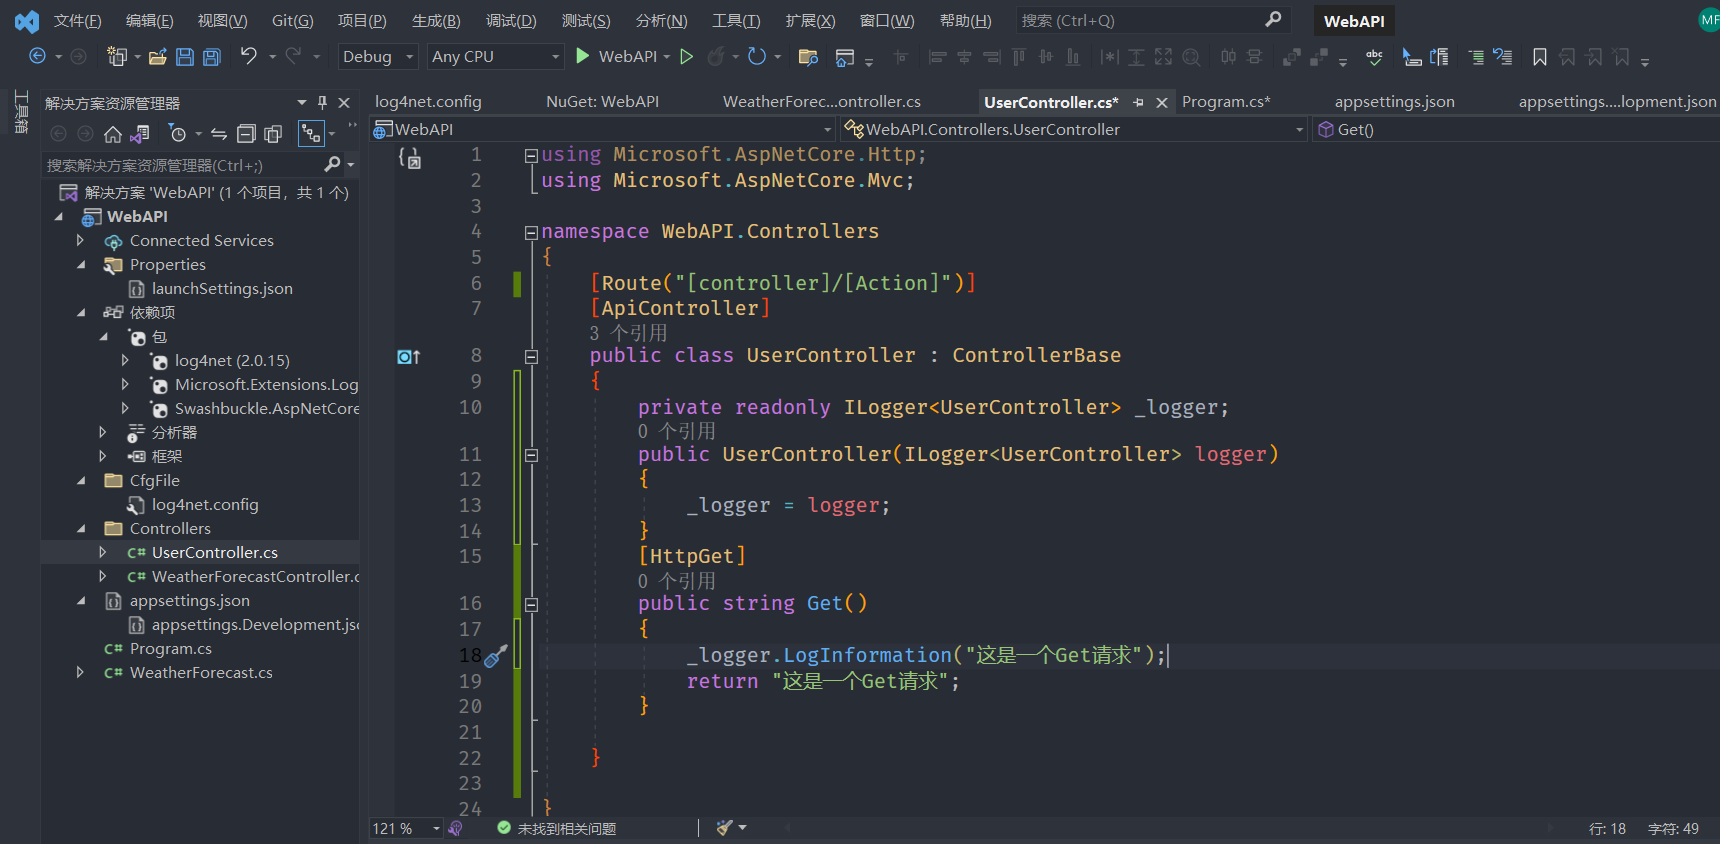 文件(F) 编辑(E) 视图(V) Git(G) 项目(P) 生成(B) 调试(D) 测试(S) 分析(N) 工具(T) 扩展(X) 窗口(W) 帮助(H) 搜索 (Ctrl+Q) WebAPI MF
Debug Any CPU WebAPI abc
工具箱
解决方案资源管理器
搜索解决方案资源管理器(Ctrl+;)
解决方案 'WebAPI' (1 个项目，共 1 个)
WebAPI
Connected Services
Properties
launchSettings.json
依赖项
包
log4net (2.0.15)
Microsoft.Extensions.Log
Swashbuckle.AspNetCore
分析器
框架
CfgFile
log4net.config
Controllers
C# UserController.cs
C# WeatherForecastController.c
appsettings.json
appsettings.Development.jso
C# Program.cs
C# WeatherForecast.cs
log4net.config NuGet: WebAPI WeatherForec...ontroller.cs UserController.cs* Program.cs* appsettings.json appsettings....lopment.json
WebAPI WebAPI.Controllers.UserController Get()
1 using Microsoft.AspNetCore.Http;
2 using Microsoft.AspNetCore.Mvc;
3
4 namespace WebAPI.Controllers
5 {
6 [Route("[controller]/[Action]")]
7 [ApiController]
3 个引用
8 public class UserController : ControllerBase
9 {
10 private readonly ILogger<UserController> _logger;
0 个引用
11 public UserController(ILogger<UserController> logger)
12 {
13 _logger = logger;
14 }
15 [HttpGet]
0 个引用
16 public string Get()
17 {
18 _logger.LogInformation("这是一个Get请求");
19 return "这是一个Get请求";
20 }
21
22 }
23
24 }
121 % 未找到相关问题 行: 18 字符: 49